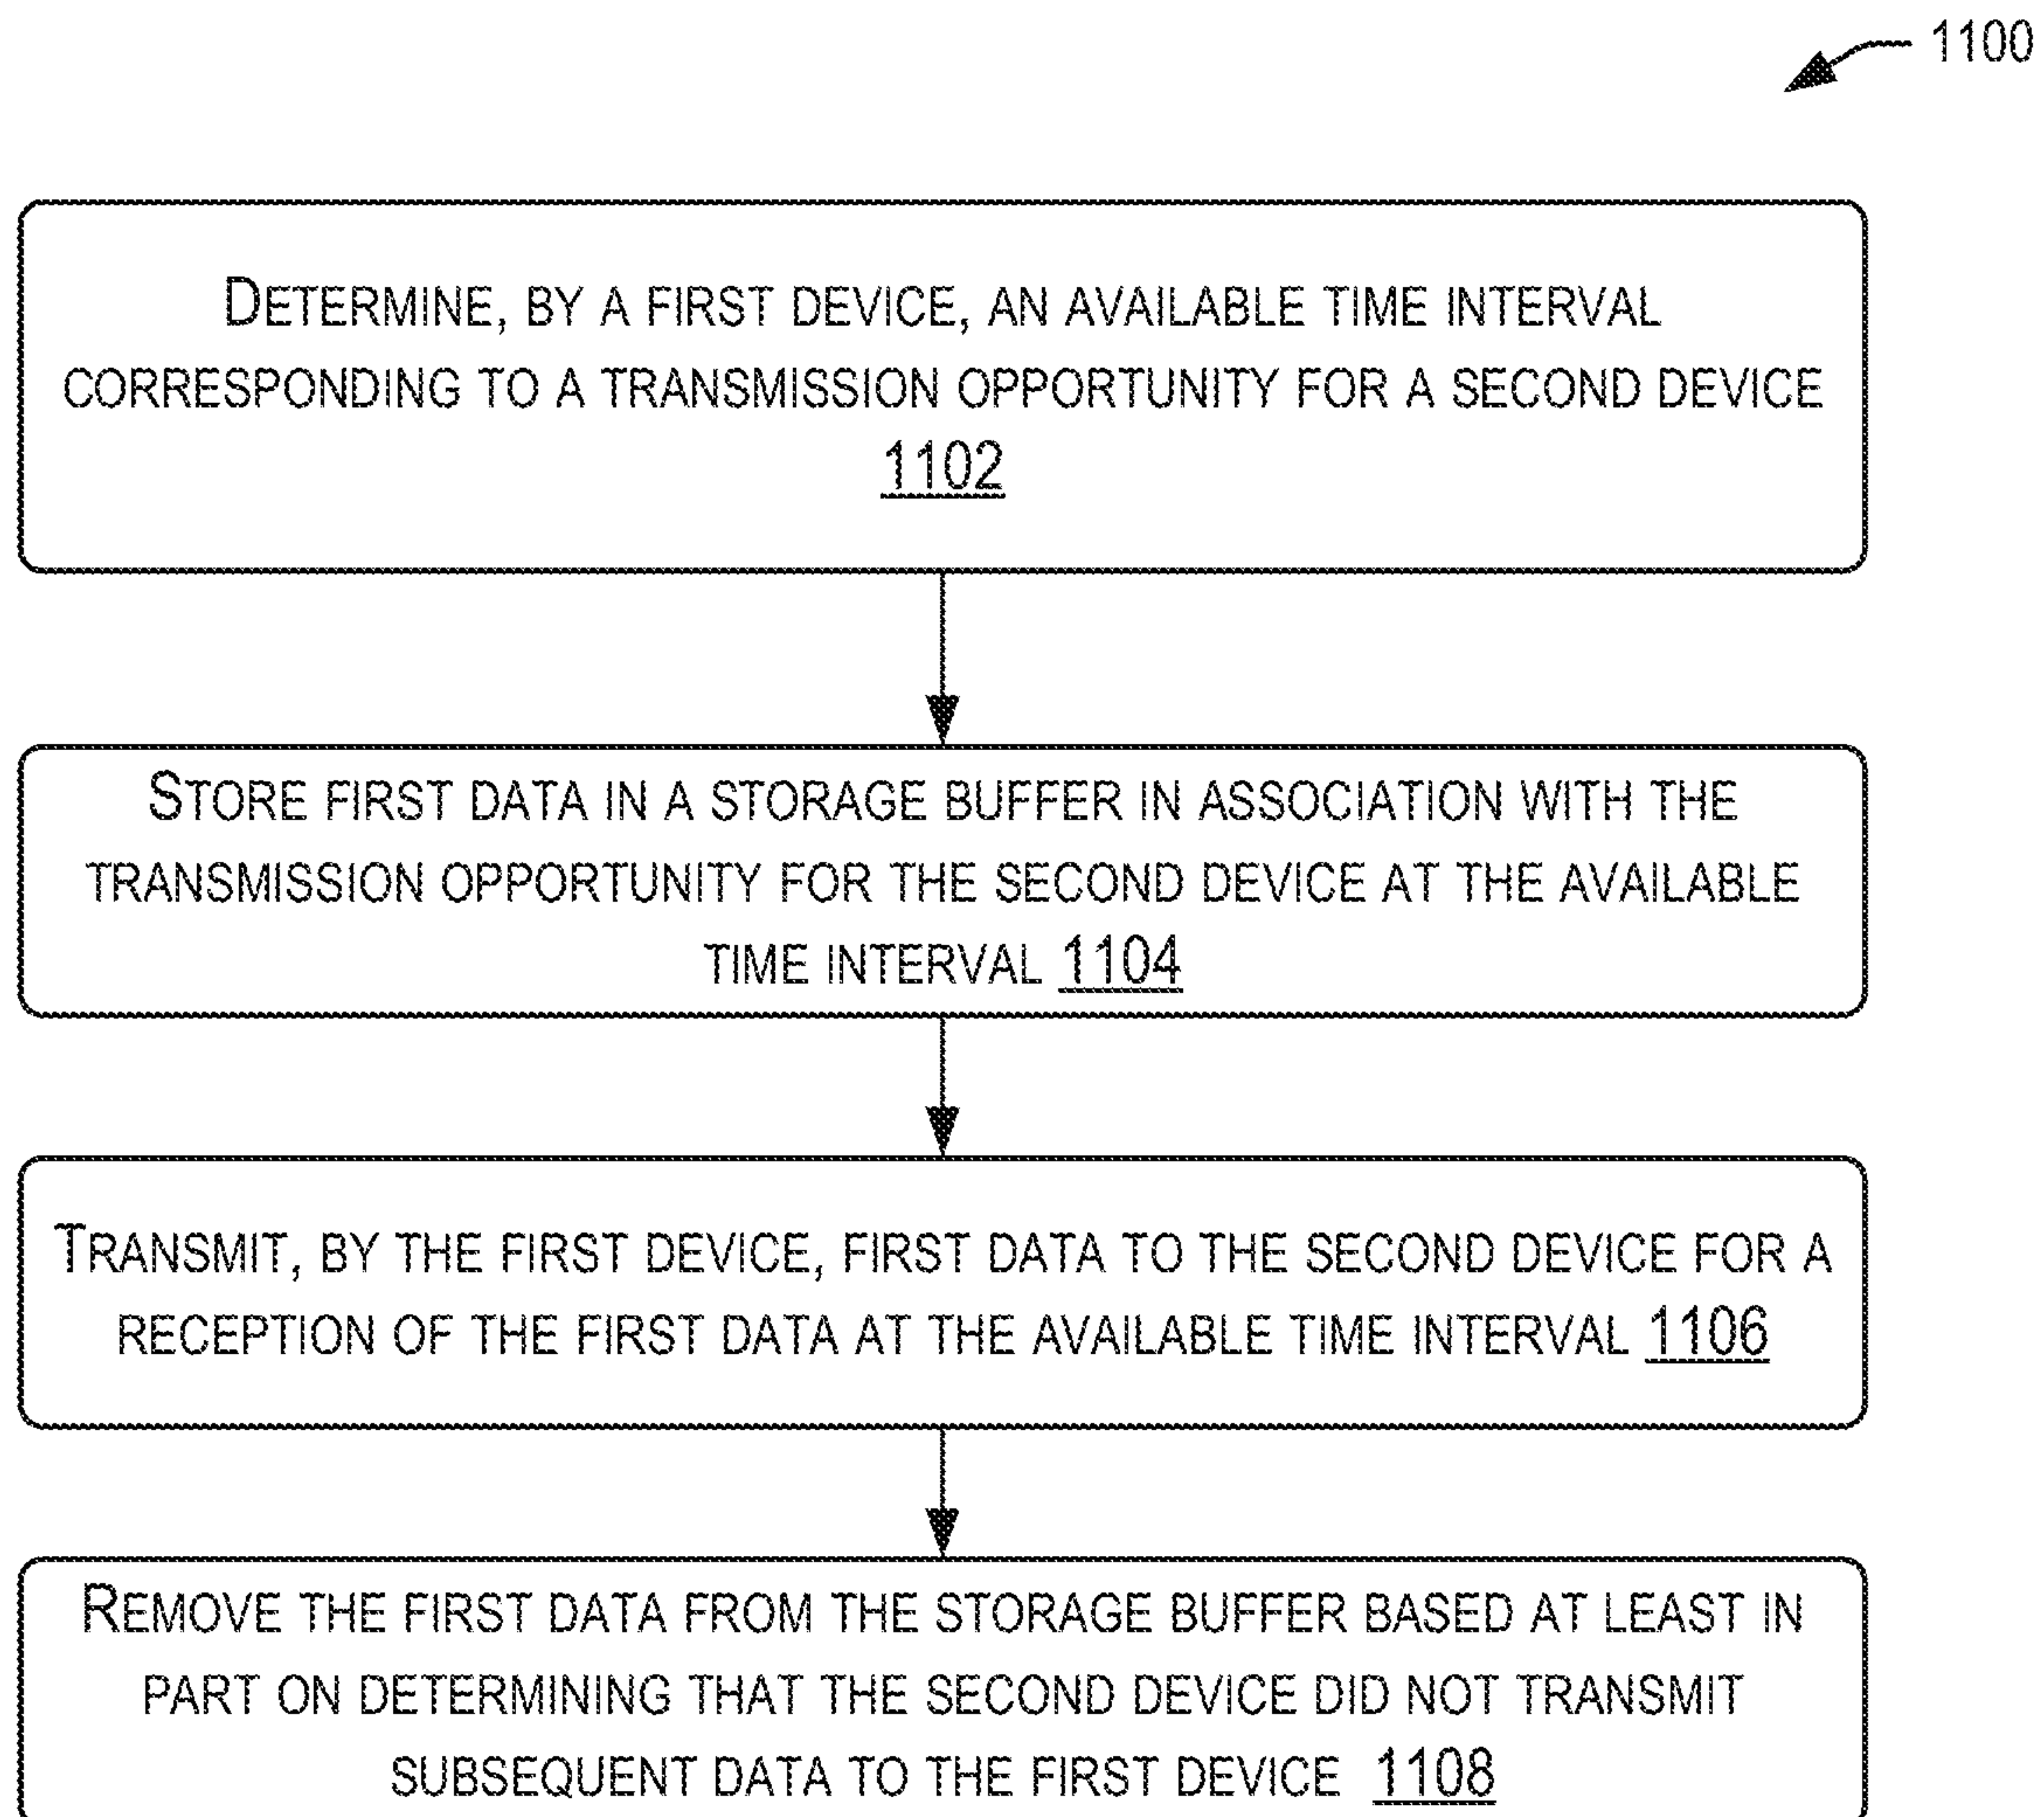 1100
DETERMINE, BY A FIRST DEVICE, AN AVAILABLE TIME INTERVAL
CORRESPONDING TO A TRANSMISSION OPPORTUNITY FOR A SECOND DEVICE
1102
STORE FIRST DATA IN A STORAGE BUFFER IN ASSOCIATION WITH THE
TRANSMISSION OPPORTUNITY FOR THE SECOND DEVICE AT THE AVAILABLE
TIME INTERVAL 1104
TRANSMIT, BY THE FIRST DEVICE, FIRST DATA TO THE SECOND DEVICE FOR A
RECEPTION OF THE FIRST DATA AT THE AVAILABLE TIME INTERVAL 1106
REMOVE THE FIRST DATA FROM THE STORAGE BUFFER BASED AT LEAST IN
PART ON DETERMINING THAT THE SECOND DEVICE DID NOT TRANSMIT
SUBSEQUENT DATA TO THE FIRST DEVICE 1108